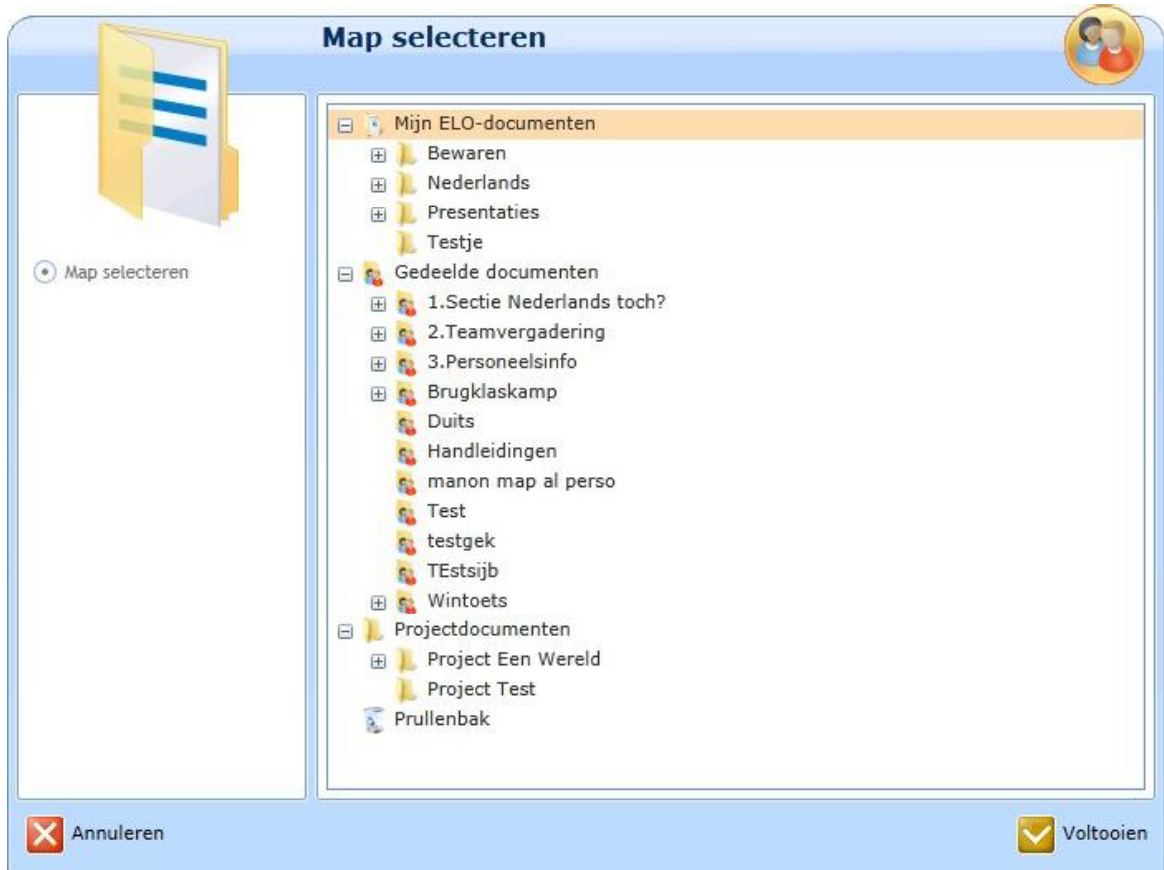 Map selecteren
Map selecteren
Mijn ELO-documenten
Bewaren
Nederlands
Presentaties
Testje
Gedeelde documenten
1.Sectie Nederlands toch?
2.Teamvergadering
3.Personeelsinfo
Brugklaskamp
Duits
Handleidingen
manon map al perso
Test
testgek
TEstsijb
Wintoets
Projectdocumenten
Project Een Wereld
Project Test
Prullenbak
Annuleren
Voltooien